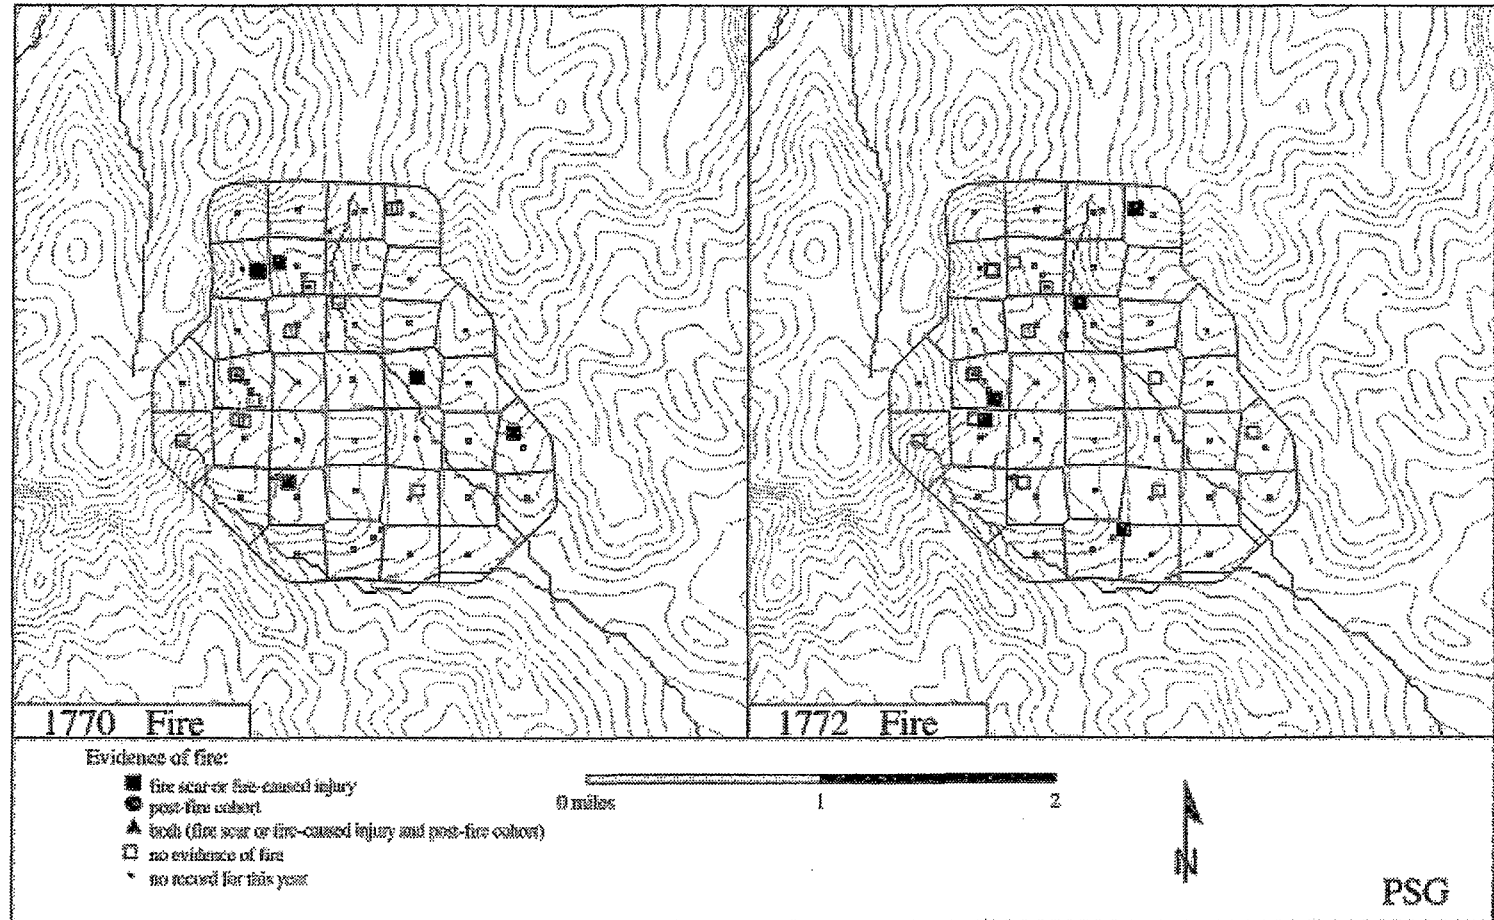 1770 Fire
1772 Fire
Evidence of fire:
fire scar or fire-caused injury
post-fire cohort
both (fire scar or fire-caused injury and post-fire cohort)
no evidence of fire
no record for this year
0 miles 1 2
N
PSG